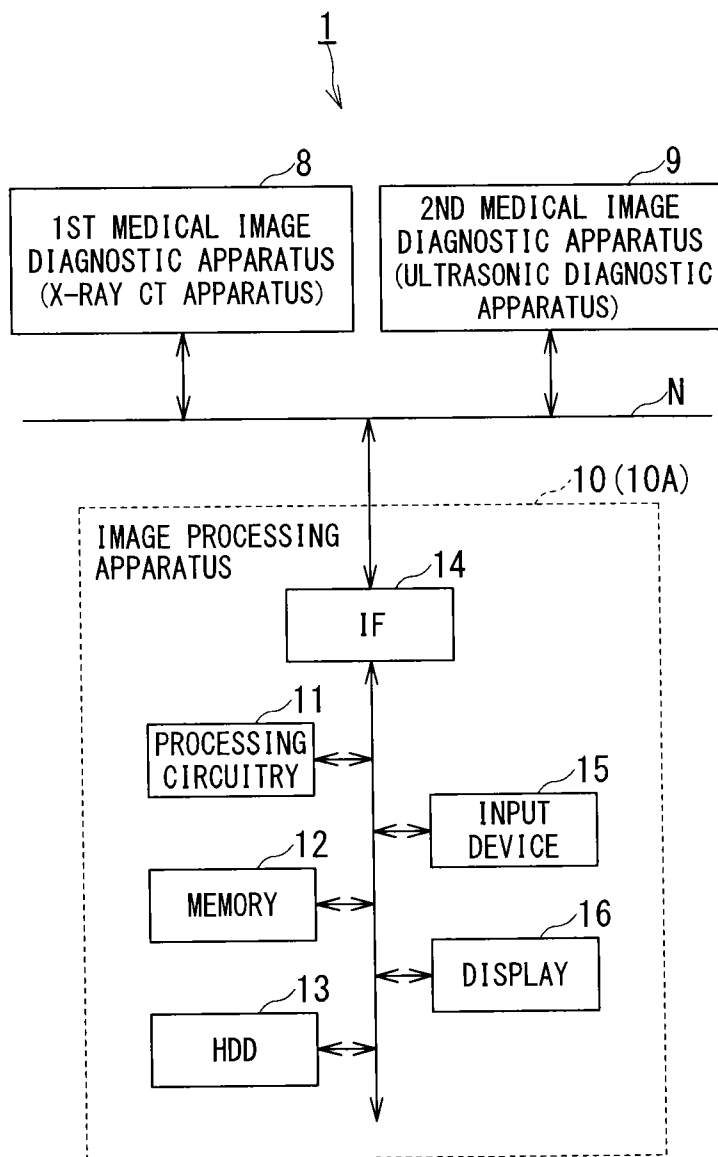 1
8
9
1ST MEDICAL IMAGE
DIAGNOSTIC APPARATUS
(X-RAY CT APPARATUS)
2ND MEDICAL IMAGE
DIAGNOSTIC APPARATUS
(ULTRASONIC DIAGNOSTIC
APPARATUS)
N
10(10A)
IMAGE PROCESSING
APPARATUS
14
IF
11
PROCESSING
CIRCUITRY
15
INPUT
DEVICE
12
MEMORY
16
DISPLAY
13
HDD